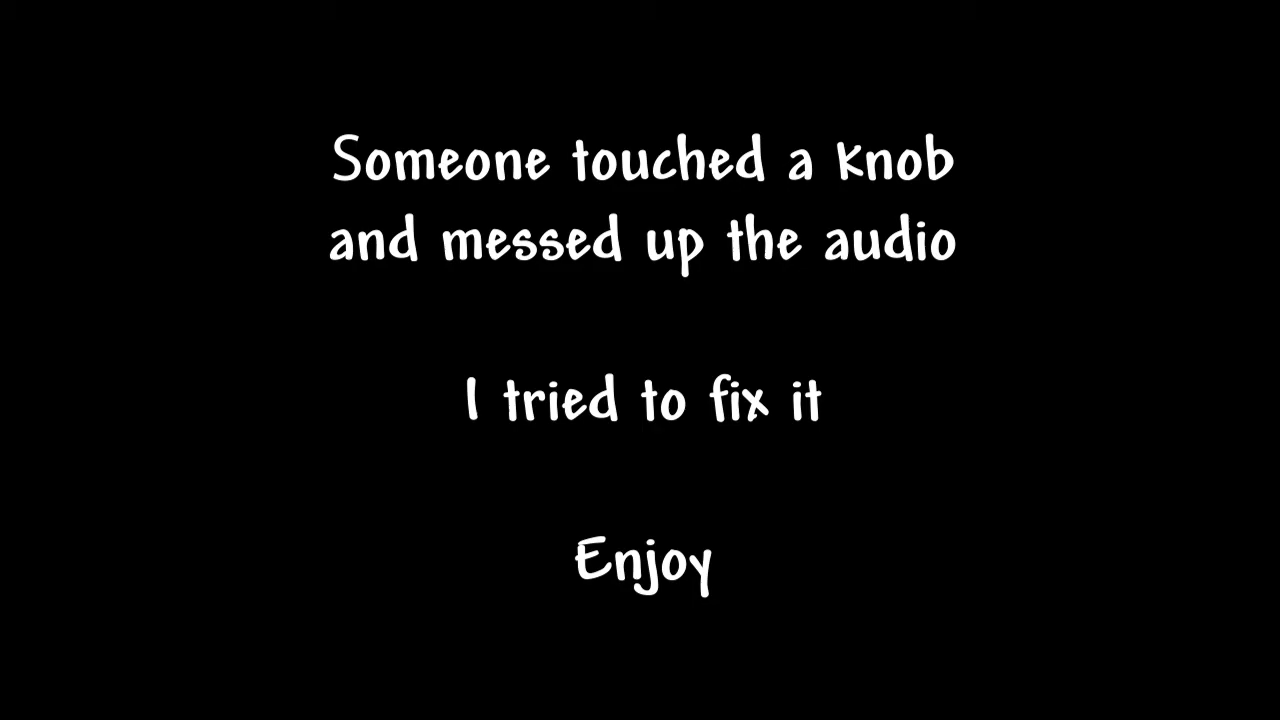 Someone touched a knob
and messed up the audio
I tried to fix it
Enjoy